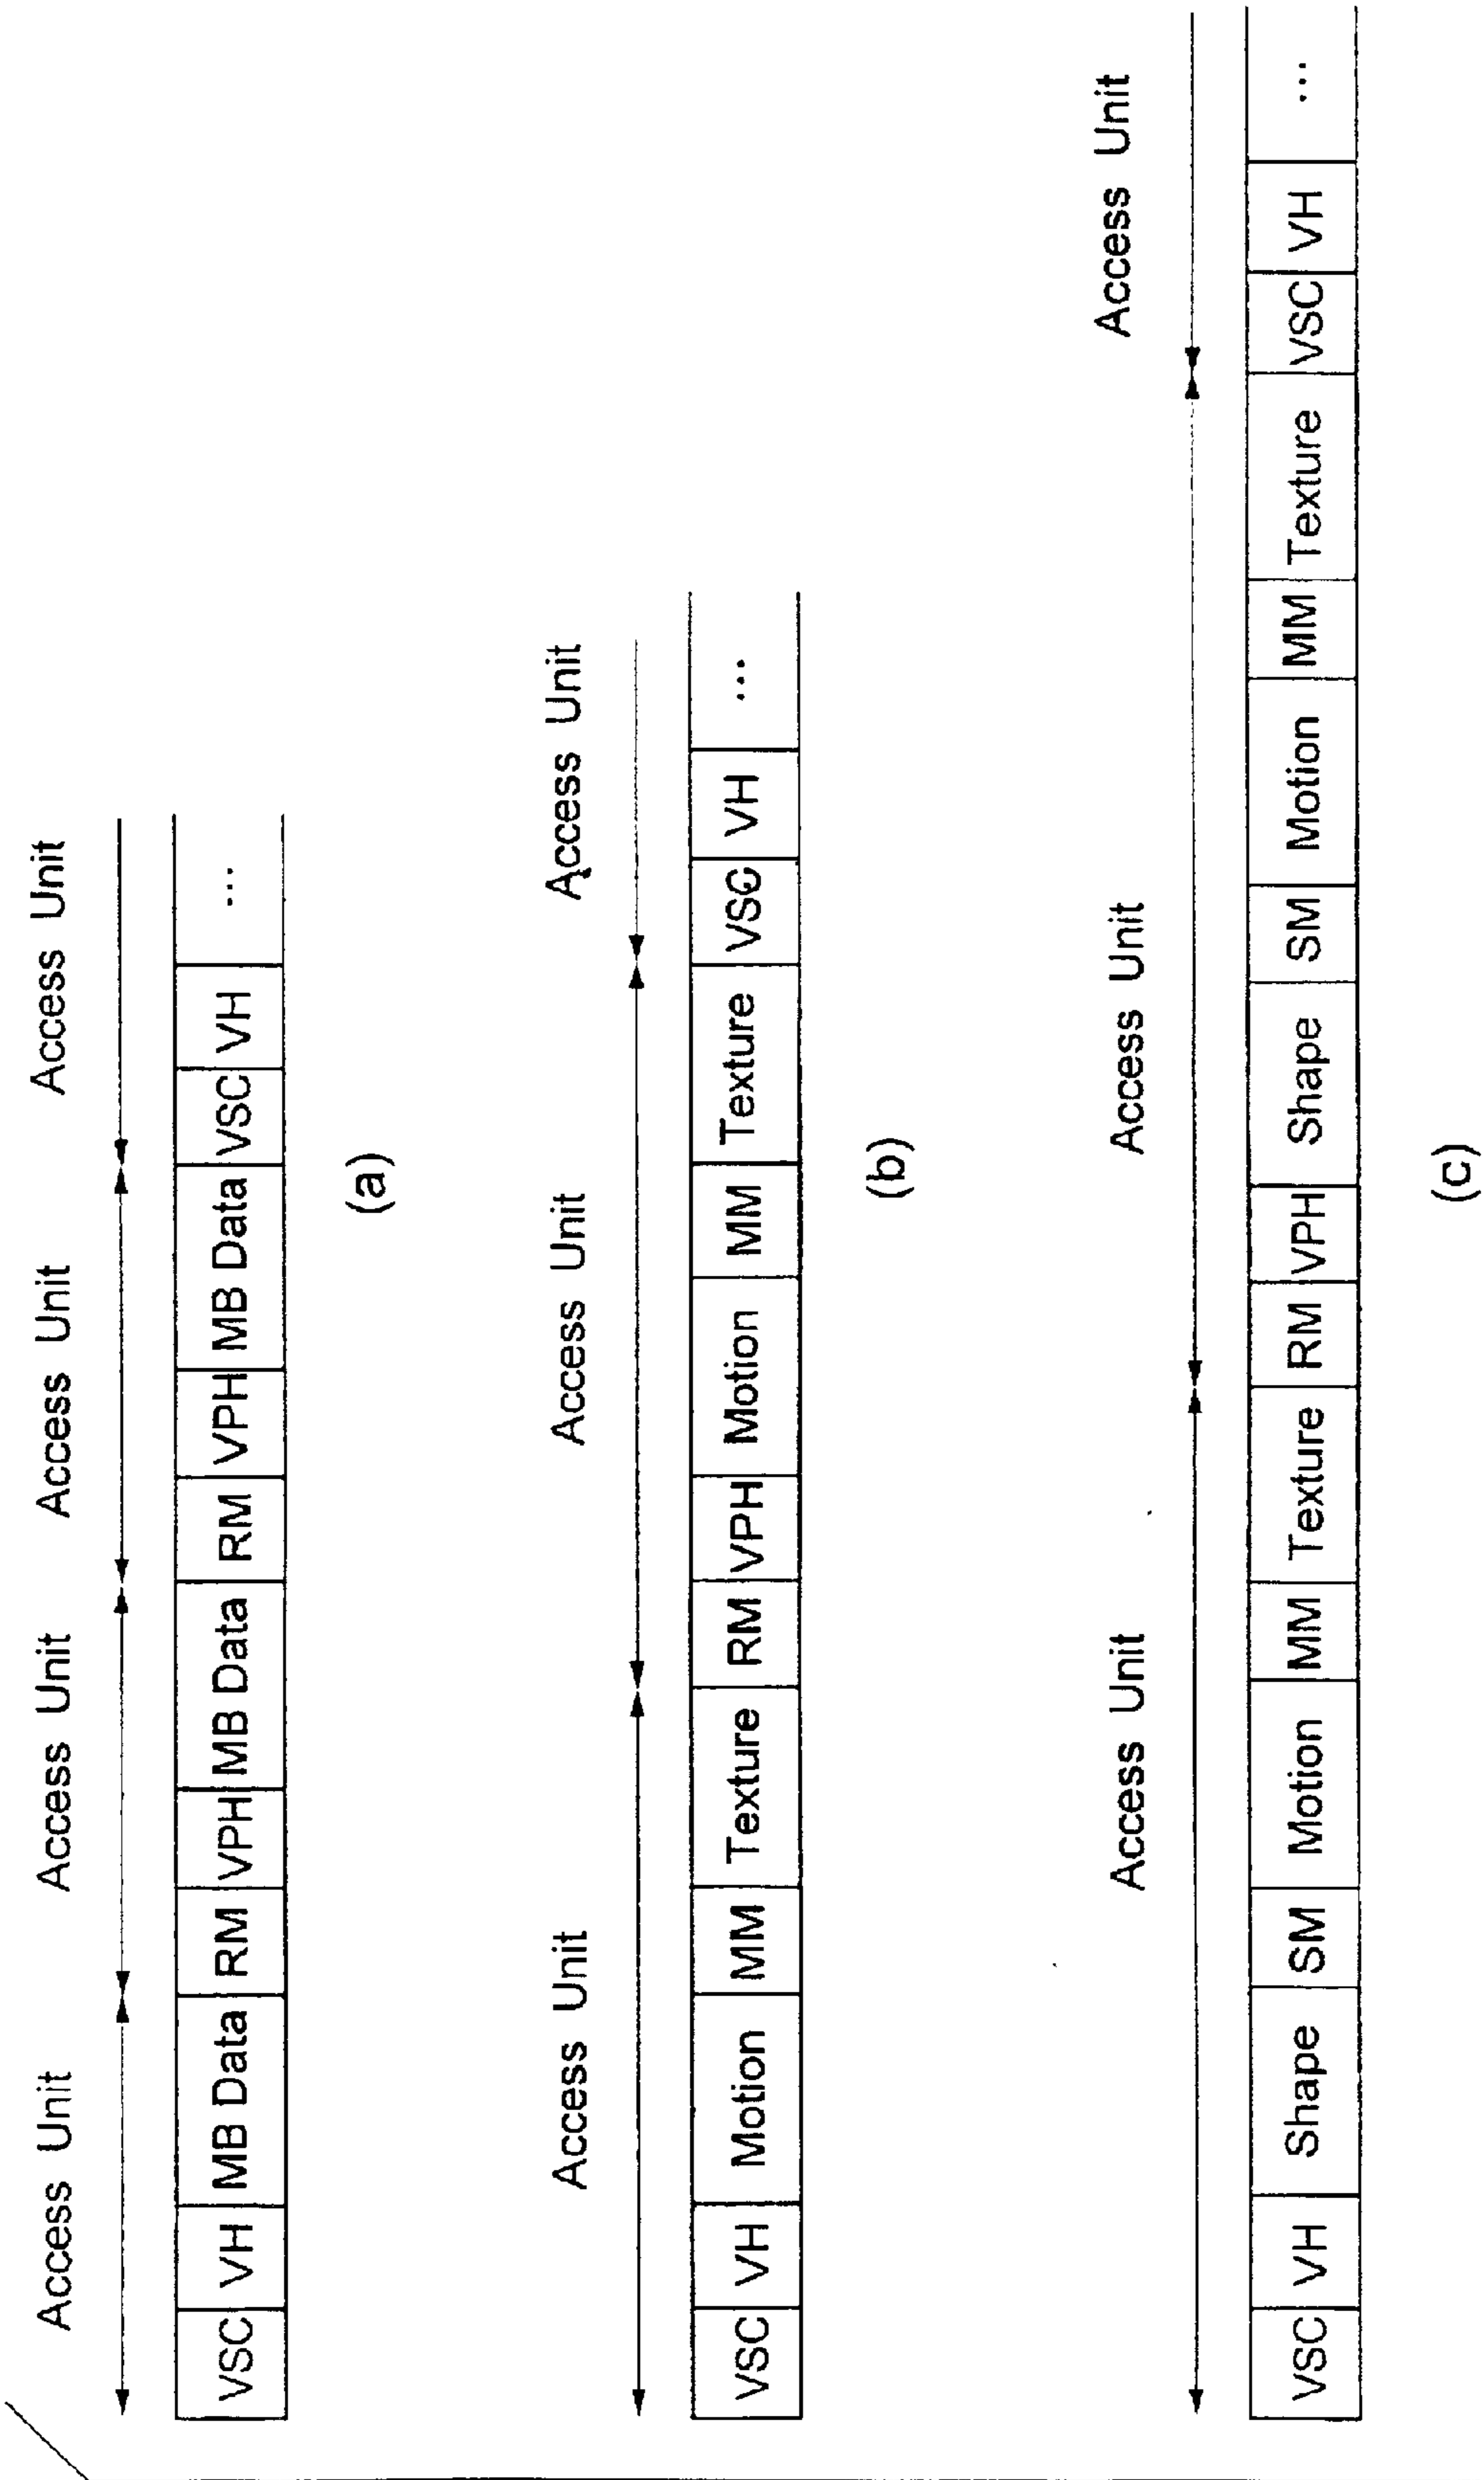 Access Unit Access Unit Access Unit Access Unit
VSC VH MB Data RM VPH MB Data RM VPH MB Data VSC VH ...
(a)
Access Unit Access Unit Access Unit
VSC VH Motion MM Texture RM VPH Motion MM Texture VSC VH ...
(b)
Access Unit Access Unit Access Unit
VSC VH Shape SM Motion MM Texture RM VPH Shape SM Motion MM Texture VSC VH ...
(c)